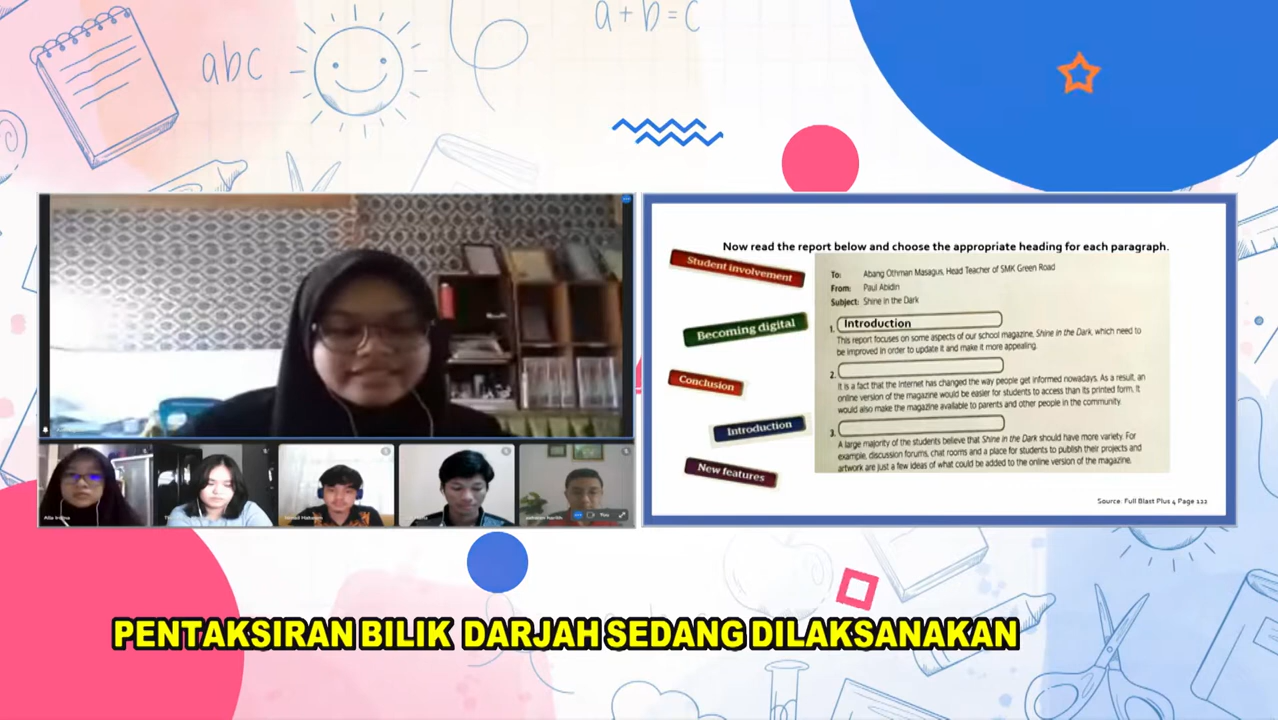 abc
a + b = c
Now read the report below and choose the appropriate heading for each paragraph.
Student involvement
Becoming digital
Conclusion
Introduction
New features
To: Abang Othman Masagus, Head Teacher of SMK Green Road
From: Paul Abidin
Subject: Shine in the Dark
1. Introduction
This report focuses on some aspects of our school magazine, Shine in the Dark, which need to
be improved in order to update it and make it more appealing.
2.
It is a fact that the Internet has changed the way people get informed nowadays. As a result, an
online version of the magazine would be easier for students to access than its printed form. It
would also make the magazine available to parents and other people in the community.
3.
A large majority of the students believe that Shine in the Dark should have more variety. For
example, discussion forums, chat rooms and a place for students to publish their projects and
artwork are just a few ideas of what could be added to the online version of the magazine.
Source: Full Blast Plus 4 Page 122
You
PENTAKSIRAN BILIK DARJAH SEDANG DILAKSANAKAN